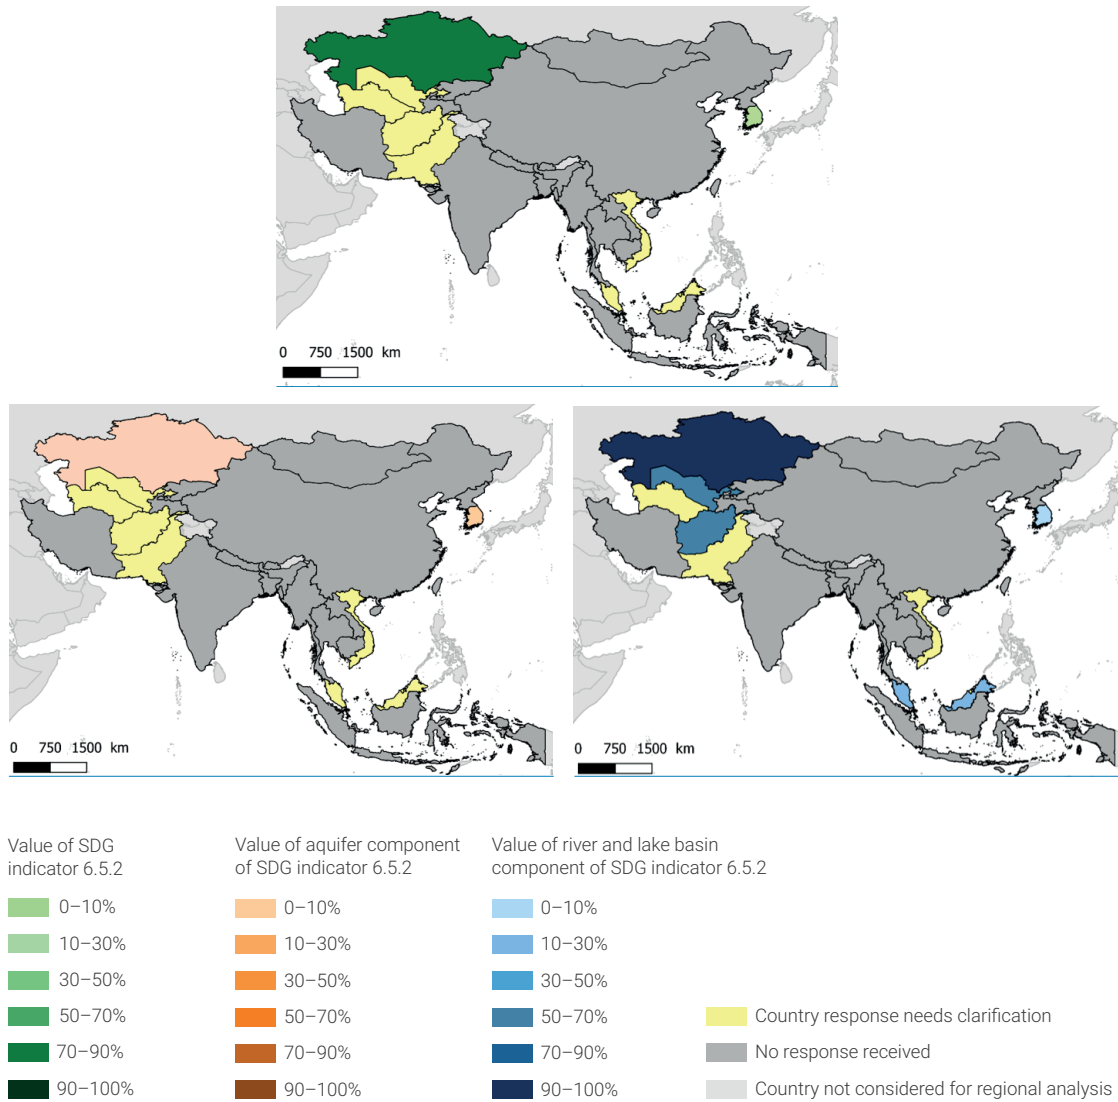 0 750 1500 km
0 750 1500 km
0 750 1500 km
Value of SDG
indicator 6.5.2
0–10%
10–30%
30–50%
50–70%
70–90%
90–100%
Value of aquifer component
of SDG indicator 6.5.2
0–10%
10–30%
30–50%
50–70%
70–90%
90–100%
Value of river and lake basin
component of SDG indicator 6.5.2
0–10%
10–30%
30–50%
50–70%
70–90%
90–100%
Country response needs clarification
No response received
Country not considered for regional analysis